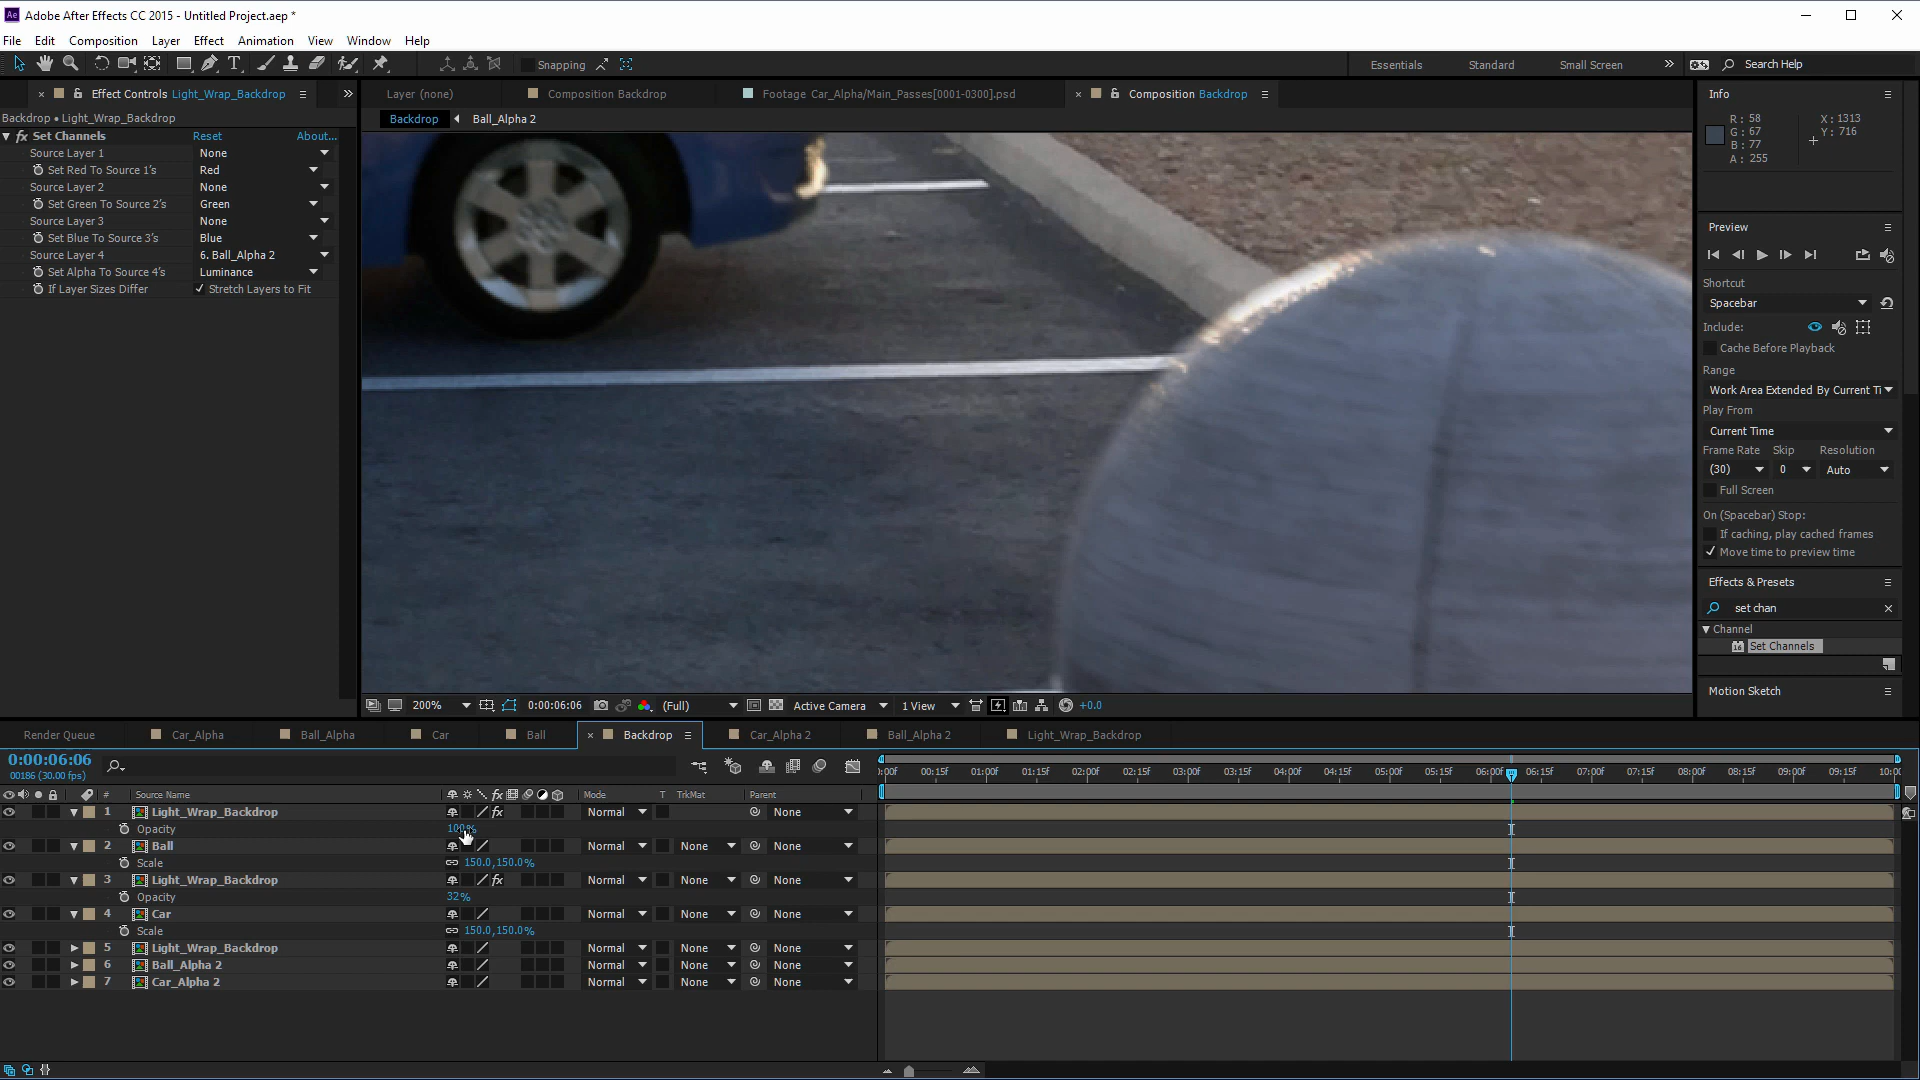 Adobe After Effects CC 2015 - Untitled Project.aep *
File Edit Composition Layer Effect Animation View Window Help
Snapping Essentials Standard Small Screen Search Help
Effect Controls Light_Wrap_Backdrop
Layer (none) Composition Backdrop Footage Car_Alpha/Main_Passes[0001-0300].psd Composition Backdrop
Backdrop • Light_Wrap_Backdrop
Backdrop Ball_Alpha 2
fx Set Channels Reset About...
Source Layer 1 None
Set Red To Source 1's Red
Source Layer 2 None
Set Green To Source 2's Green
Source Layer 3 None
Set Blue To Source 3's Blue
Source Layer 4 6. Ball_Alpha 2
Set Alpha To Source 4's Luminance
If Layer Sizes Differ Stretch Layers to Fit
Info
R: 58 X: 1313
G: 67 Y: 716
B: 77
A: 255
Preview
Shortcut
Spacebar
Include:
Cache Before Playback
Range
Work Area Extended By Current Ti
Play From
Current Time
Frame Rate Skip Resolution
(30) 0 Auto
Full Screen
On (Spacebar) Stop:
If caching, play cached frames
Move time to preview time
Effects & Presets
set chan
Channel
Set Channels
Motion Sketch
200% 0:00:06:06 (Full) Active Camera 1 View +0.0
Render Queue Car_Alpha Ball_Alpha Car Ball Backdrop Car_Alpha 2 Ball_Alpha 2 Light_Wrap_Backdrop
0:00:06:06
00186 (30.00 fps)
:00f 00:15f 01:00f 01:15f 02:00f 02:15f 03:00f 03:15f 04:00f 04:15f 05:00f 05:15f 06:00f 06:15f 07:00f 07:15f 08:00f 08:15f 09:00f 09:15f 10:0
# Source Name fx Mode T TrkMat Parent
1 Light_Wrap_Backdrop fx Normal None
Opacity 100%
2 Ball Normal None None
Scale 150.0,150.0%
3 Light_Wrap_Backdrop fx Normal None None
Opacity 32%
4 Car Normal None None
Scale 150.0,150.0%
5 Light_Wrap_Backdrop Normal None None
6 Ball_Alpha 2 Normal None None
7 Car_Alpha 2 Normal None None